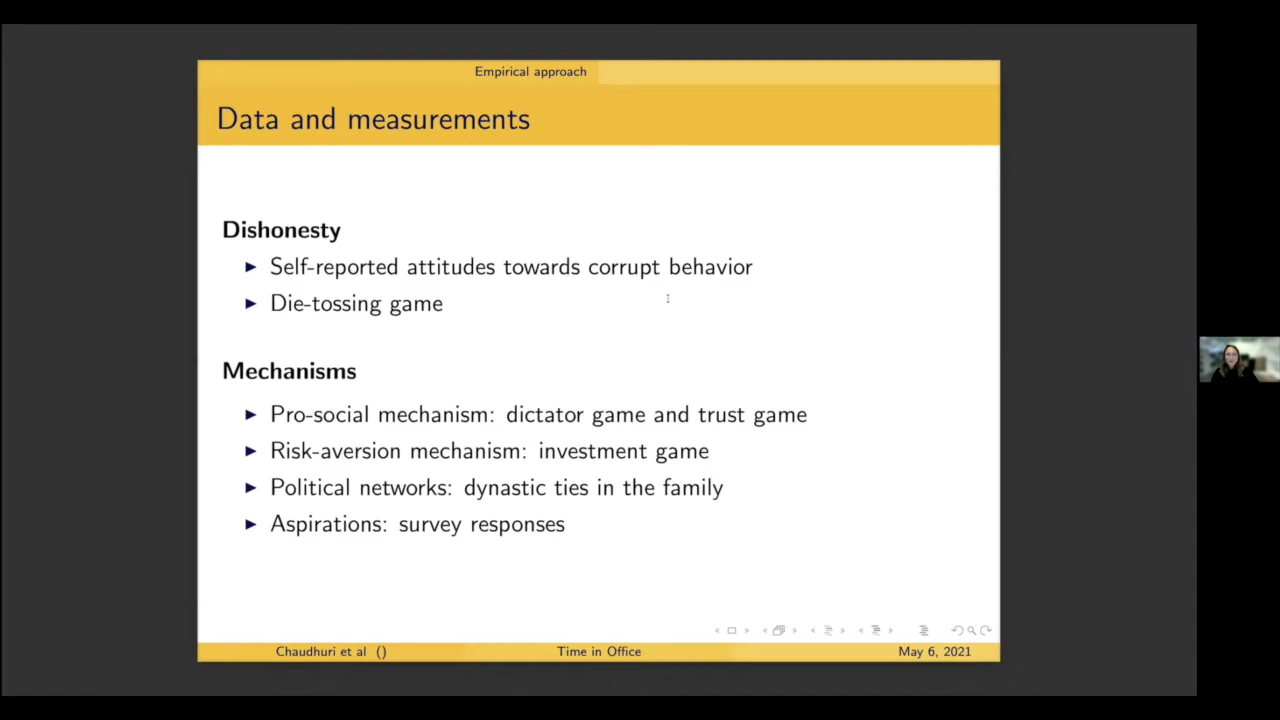 Empirical approach
Data and measurements
Dishonesty
▶ Self-reported attitudes towards corrupt behavior
▶ Die-tossing game
Mechanisms
▶ Pro-social mechanism: dictator game and trust game
▶ Risk-aversion mechanism: investment game
▶ Political networks: dynastic ties in the family
▶ Aspirations: survey responses
Chaudhuri et al () Time in Office May 6, 2021